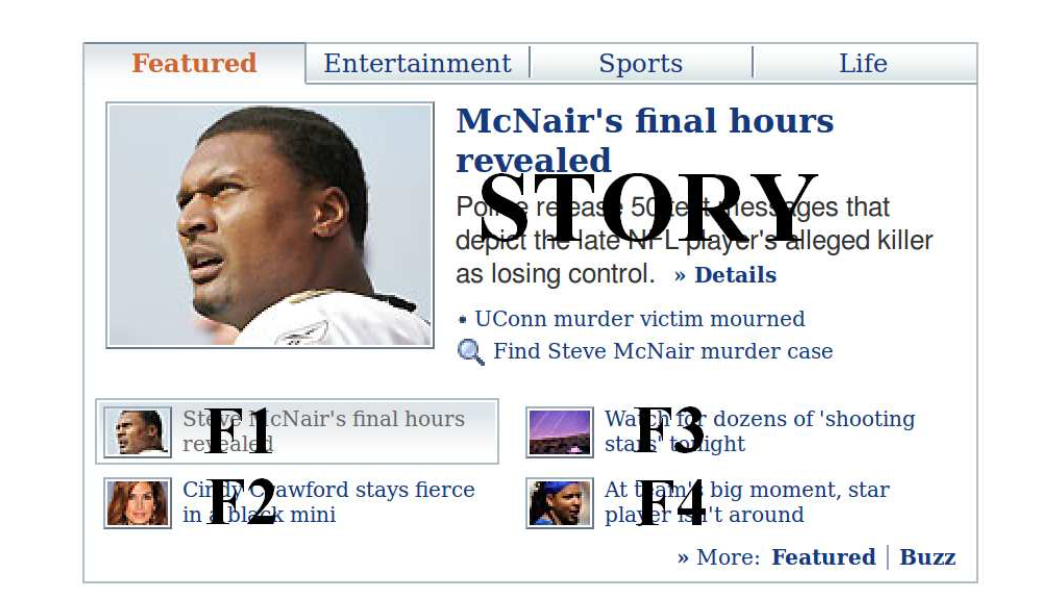 Featured Entertainment Sports Life
McNair's final hours
revealed
STORY
Police release 50 text messages that
depict the late NFL player's alleged killer
as losing control. » Details
• UConn murder victim mourned
Find Steve McNair murder case
Steve McNair's final hours
revealed
F1
Watch for dozens of 'shooting
stars' tonight
F3
Cindy Crawford stays fierce
in a black mini
F2
At team's big moment, star
player isn't around
F4
» More: Featured | Buzz